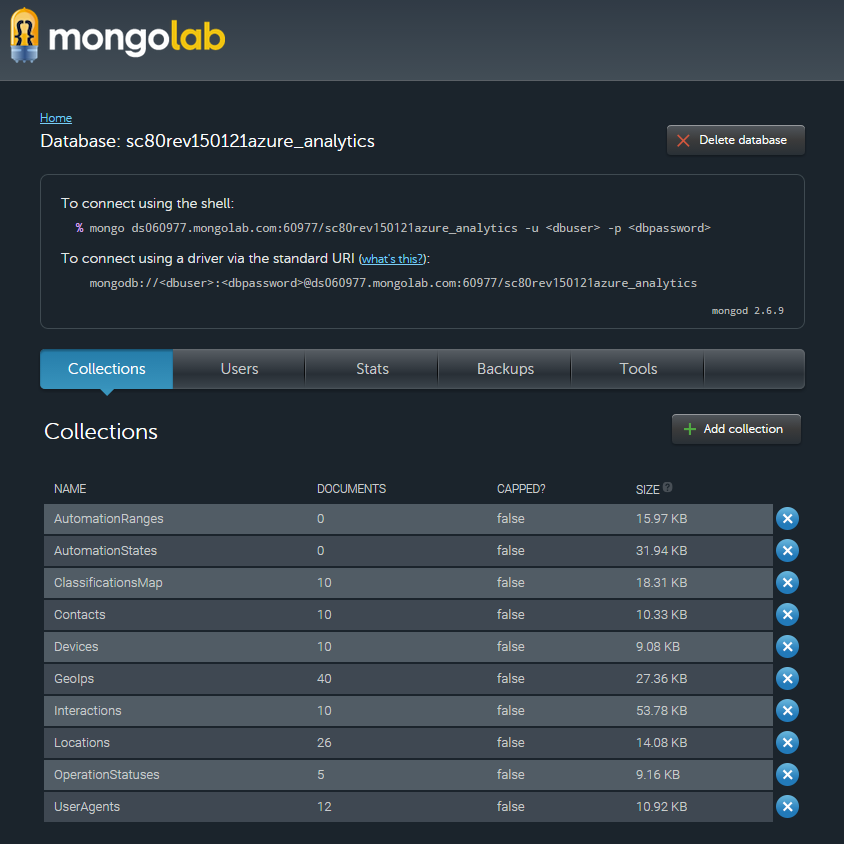 mongolab
Home
Database: sc80rev150121azure_analytics
Delete database
To connect using the shell:
% mongo ds060977.mongolab.com:60977/sc80rev150121azure_analytics -u <dbuser> -p <dbpassword>
To connect using a driver via the standard URI (what's this?):
mongodb://<dbuser>:<dbpassword>@ds060977.mongolab.com:60977/sc80rev150121azure_analytics
mongod 2.6.9
Collections Users Stats Backups Tools
Collections
Add collection
NAME DOCUMENTS CAPPED? SIZE ?
AutomationRanges 0 false 15.97 KB
AutomationStates 0 false 31.94 KB
ClassificationsMap 10 false 18.31 KB
Contacts 10 false 10.33 KB
Devices 10 false 9.08 KB
GeoIps 40 false 27.36 KB
Interactions 10 false 53.78 KB
Locations 26 false 14.08 KB
OperationStatuses 5 false 9.16 KB
UserAgents 12 false 10.92 KB